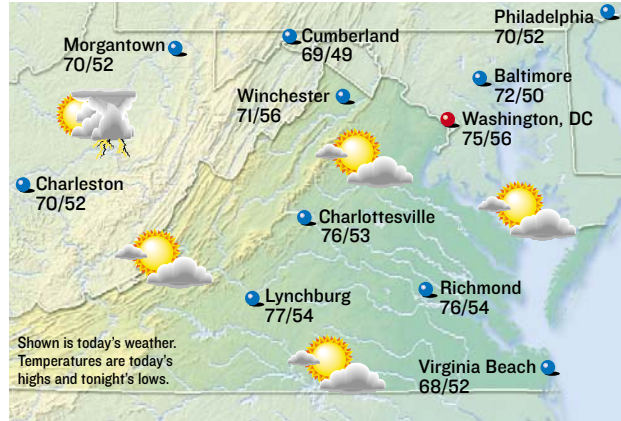 Philadelphia
70/52
Morgantown
70/52
Cumberland
69/49
Baltimore
72/50
Winchester
71/56
Washington, DC
75/56
Charleston
70/52
Charlottesville
76/53
Lynchburg
77/54
Richmond
76/54
Shown is today's weather.
Temperatures are today's
highs and tonight's lows.
Virginia Beach
68/52